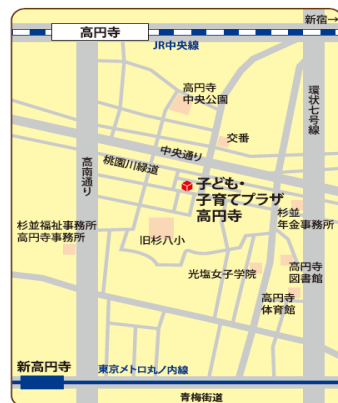 新宿→
高円寺
JR中央線
高円寺
中央公園
環状七号線
交番
中央通り
桃園川緑道
高南通り
子ども・
子育てプラザ
高円寺
杉並
年金事務所
杉並福祉事務所
高円寺事務所
旧杉八小
光塩女子学院
高円寺
図書館
高円寺
体育館
新高円寺
東京メトロ丸ノ内線
青梅街道